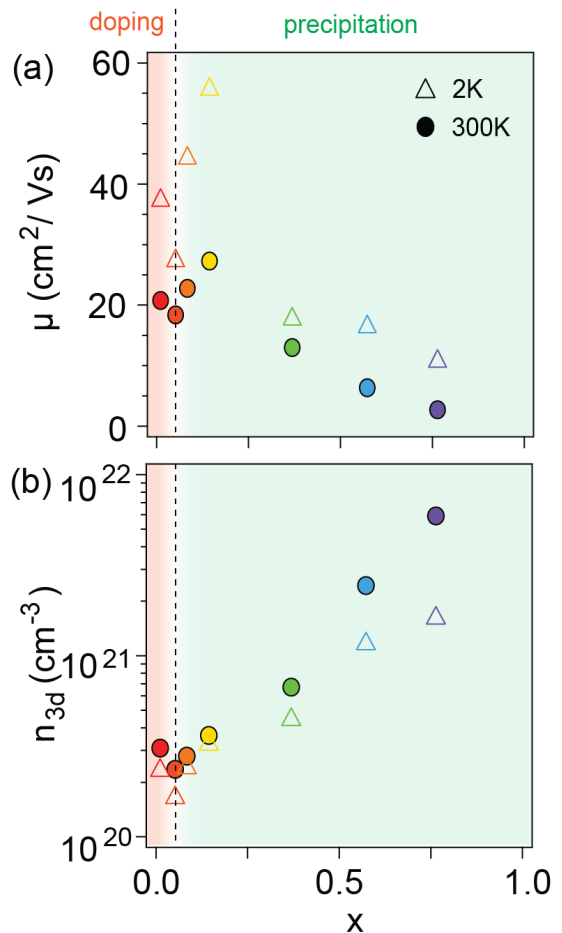 doping precipitation
(a)
60
40
20
0
μ (cm²/ Vs)
2K
300K
(b)
10²²
10²¹
10²⁰
n₃d (cm⁻³)
0.0 0.5 1.0
x